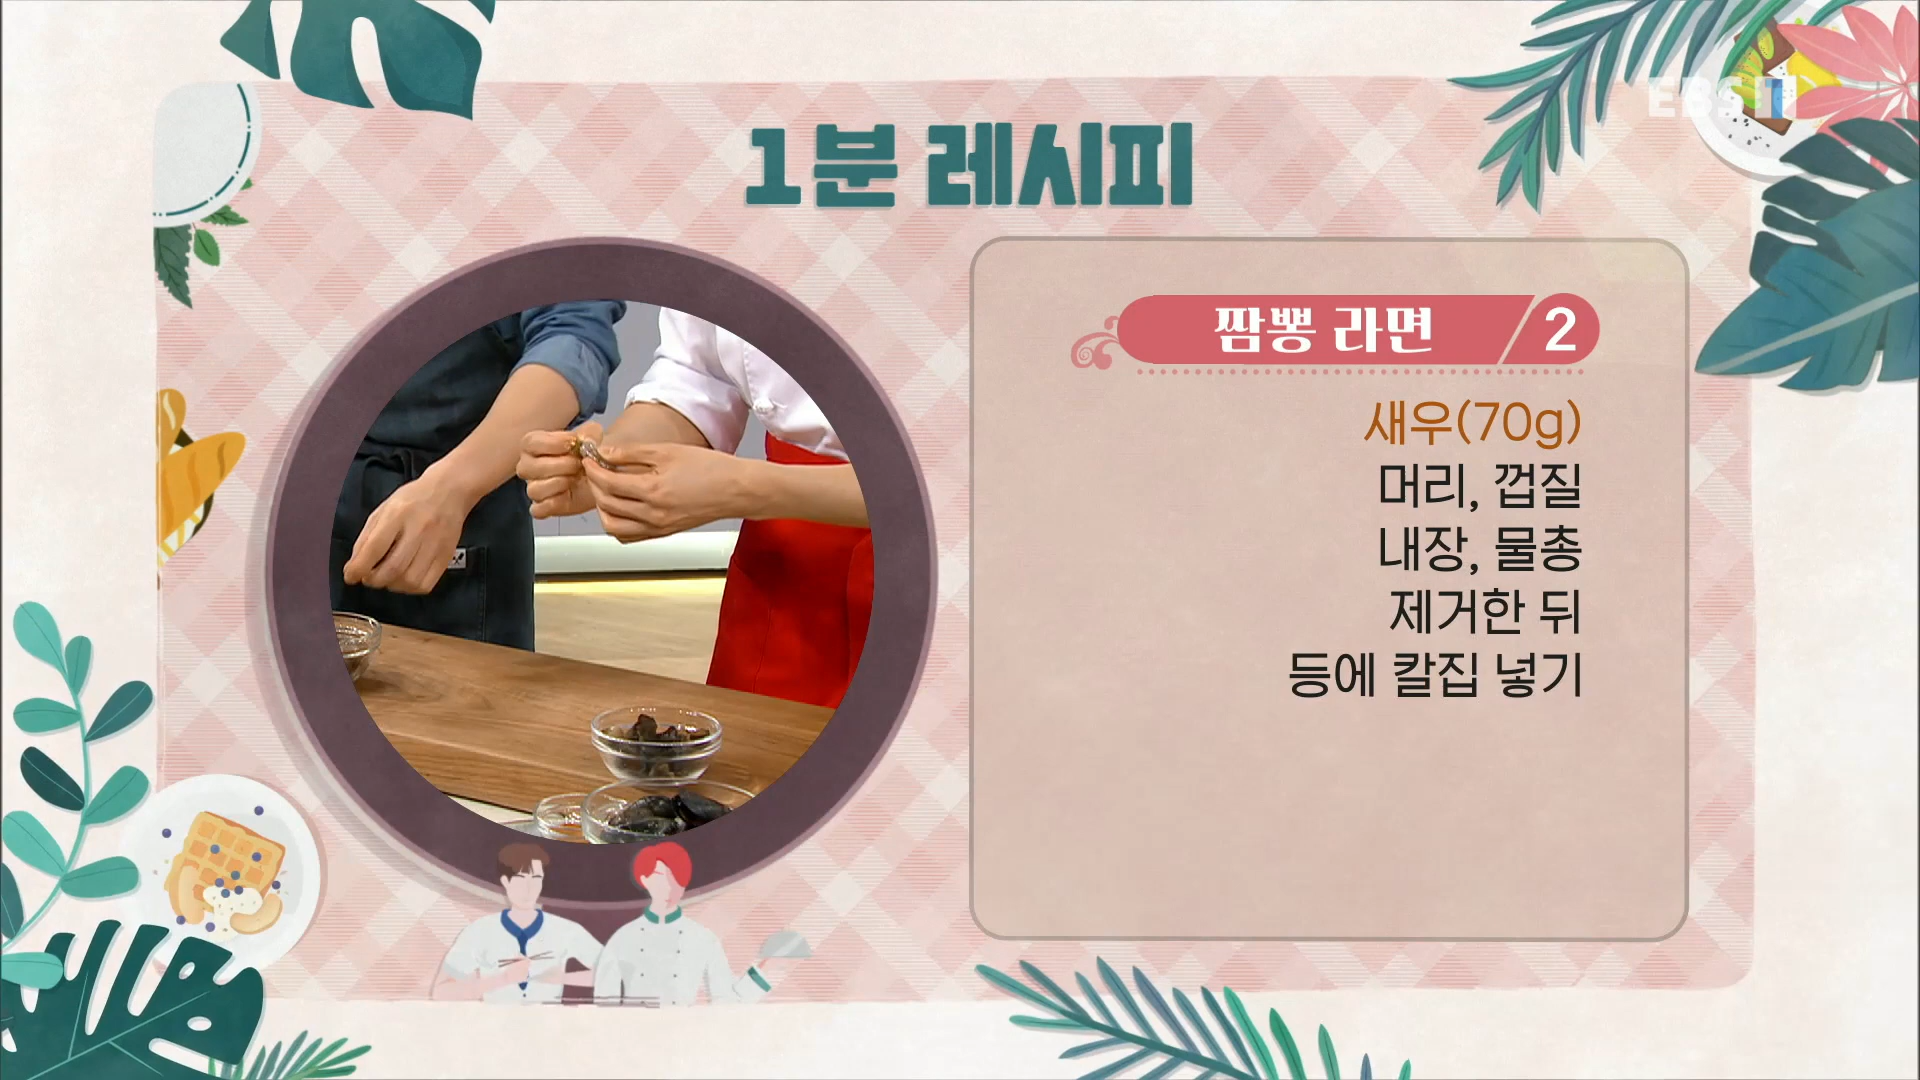 EBS 1
1분 레시피
짬뽕 라면 2
새우(70g)
머리, 껍질
내장, 물총
제거한 뒤
등에 칼집 넣기